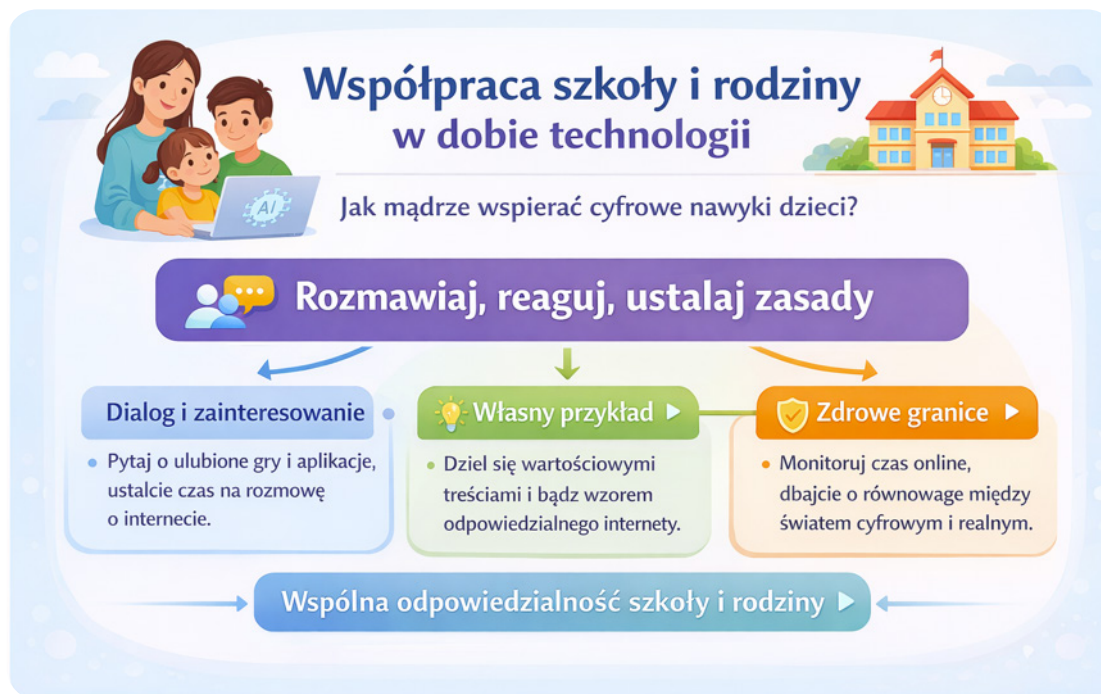 Współpraca szkoły i rodziny
w dobie technologii
AI
Jak mądrze wspierać cyfrowe nawyki dzieci?
Rozmawiaj, reaguj, ustalaj zasady
Dialog i zainteresowanie
Pytaj o ulubione gry i aplikacje,
ustalcie czas na rozmowę
o internecie.
Własny przykład
Dziel się wartościowymi
treściami i bądz wzorem
odpowiedzialnego internety.
Zdrowe granice
Monitoruj czas online,
dbajcie o równowage między
światem cyfrowym i realnym.
Wspólna odpowiedzialność szkoły i rodziny